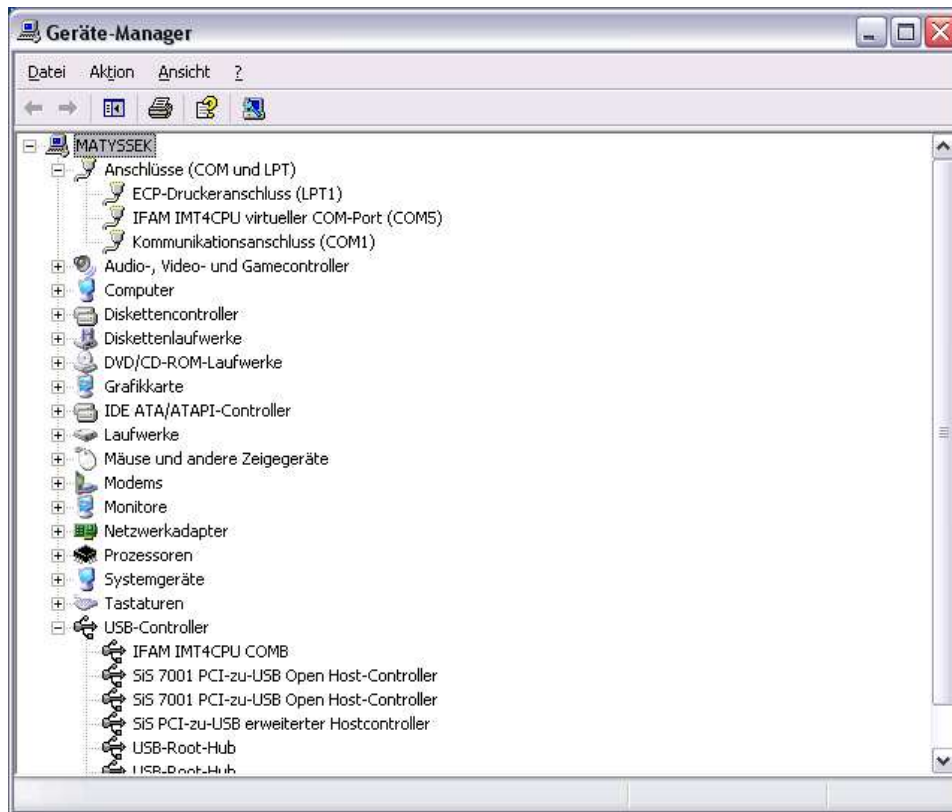 Geräte-Manager
Datei Aktion Ansicht ?
MATYSSEK
Anschlüsse (COM und LPT)
ECP-Druckeranschluss (LPT1)
IFAM IMT4CPU virtueller COM-Port (COM5)
Kommunikationsanschluss (COM1)
Audio-, Video- und Gamecontroller
Computer
Diskettencontroller
Diskettenlaufwerke
DVD/CD-ROM-Laufwerke
Grafikkarte
IDE ATA/ATAPI-Controller
Laufwerke
Mäuse und andere Zeigegeräte
Modems
Monitore
Netzwerkadapter
Prozessoren
Systemgeräte
Tastaturen
USB-Controller
IFAM IMT4CPU COMB
SiS 7001 PCI-zu-USB Open Host-Controller
SiS 7001 PCI-zu-USB Open Host-Controller
SiS PCI-zu-USB erweiterter Hostcontroller
USB-Root-Hub
USB-Root-Hub